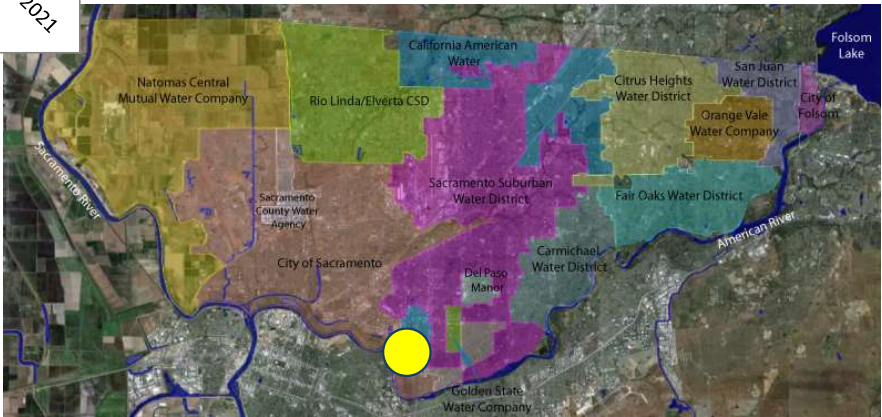 2021
Folsom
Lake
California American
Water
Natomas Central
Mutual Water Company
Rio Linda/Elverta CSD
Citrus Heights
Water District
San Juan
Water District
City of
Folsom
Orange Vale
Water Company
Sacramento River
Sacramento
County Water
Agency
Sacramento Suburban
Water District
Fair Oaks Water District
American River
City of Sacramento
Carmichael
Water District
Del Paso
Manor
Golden State
Water Company